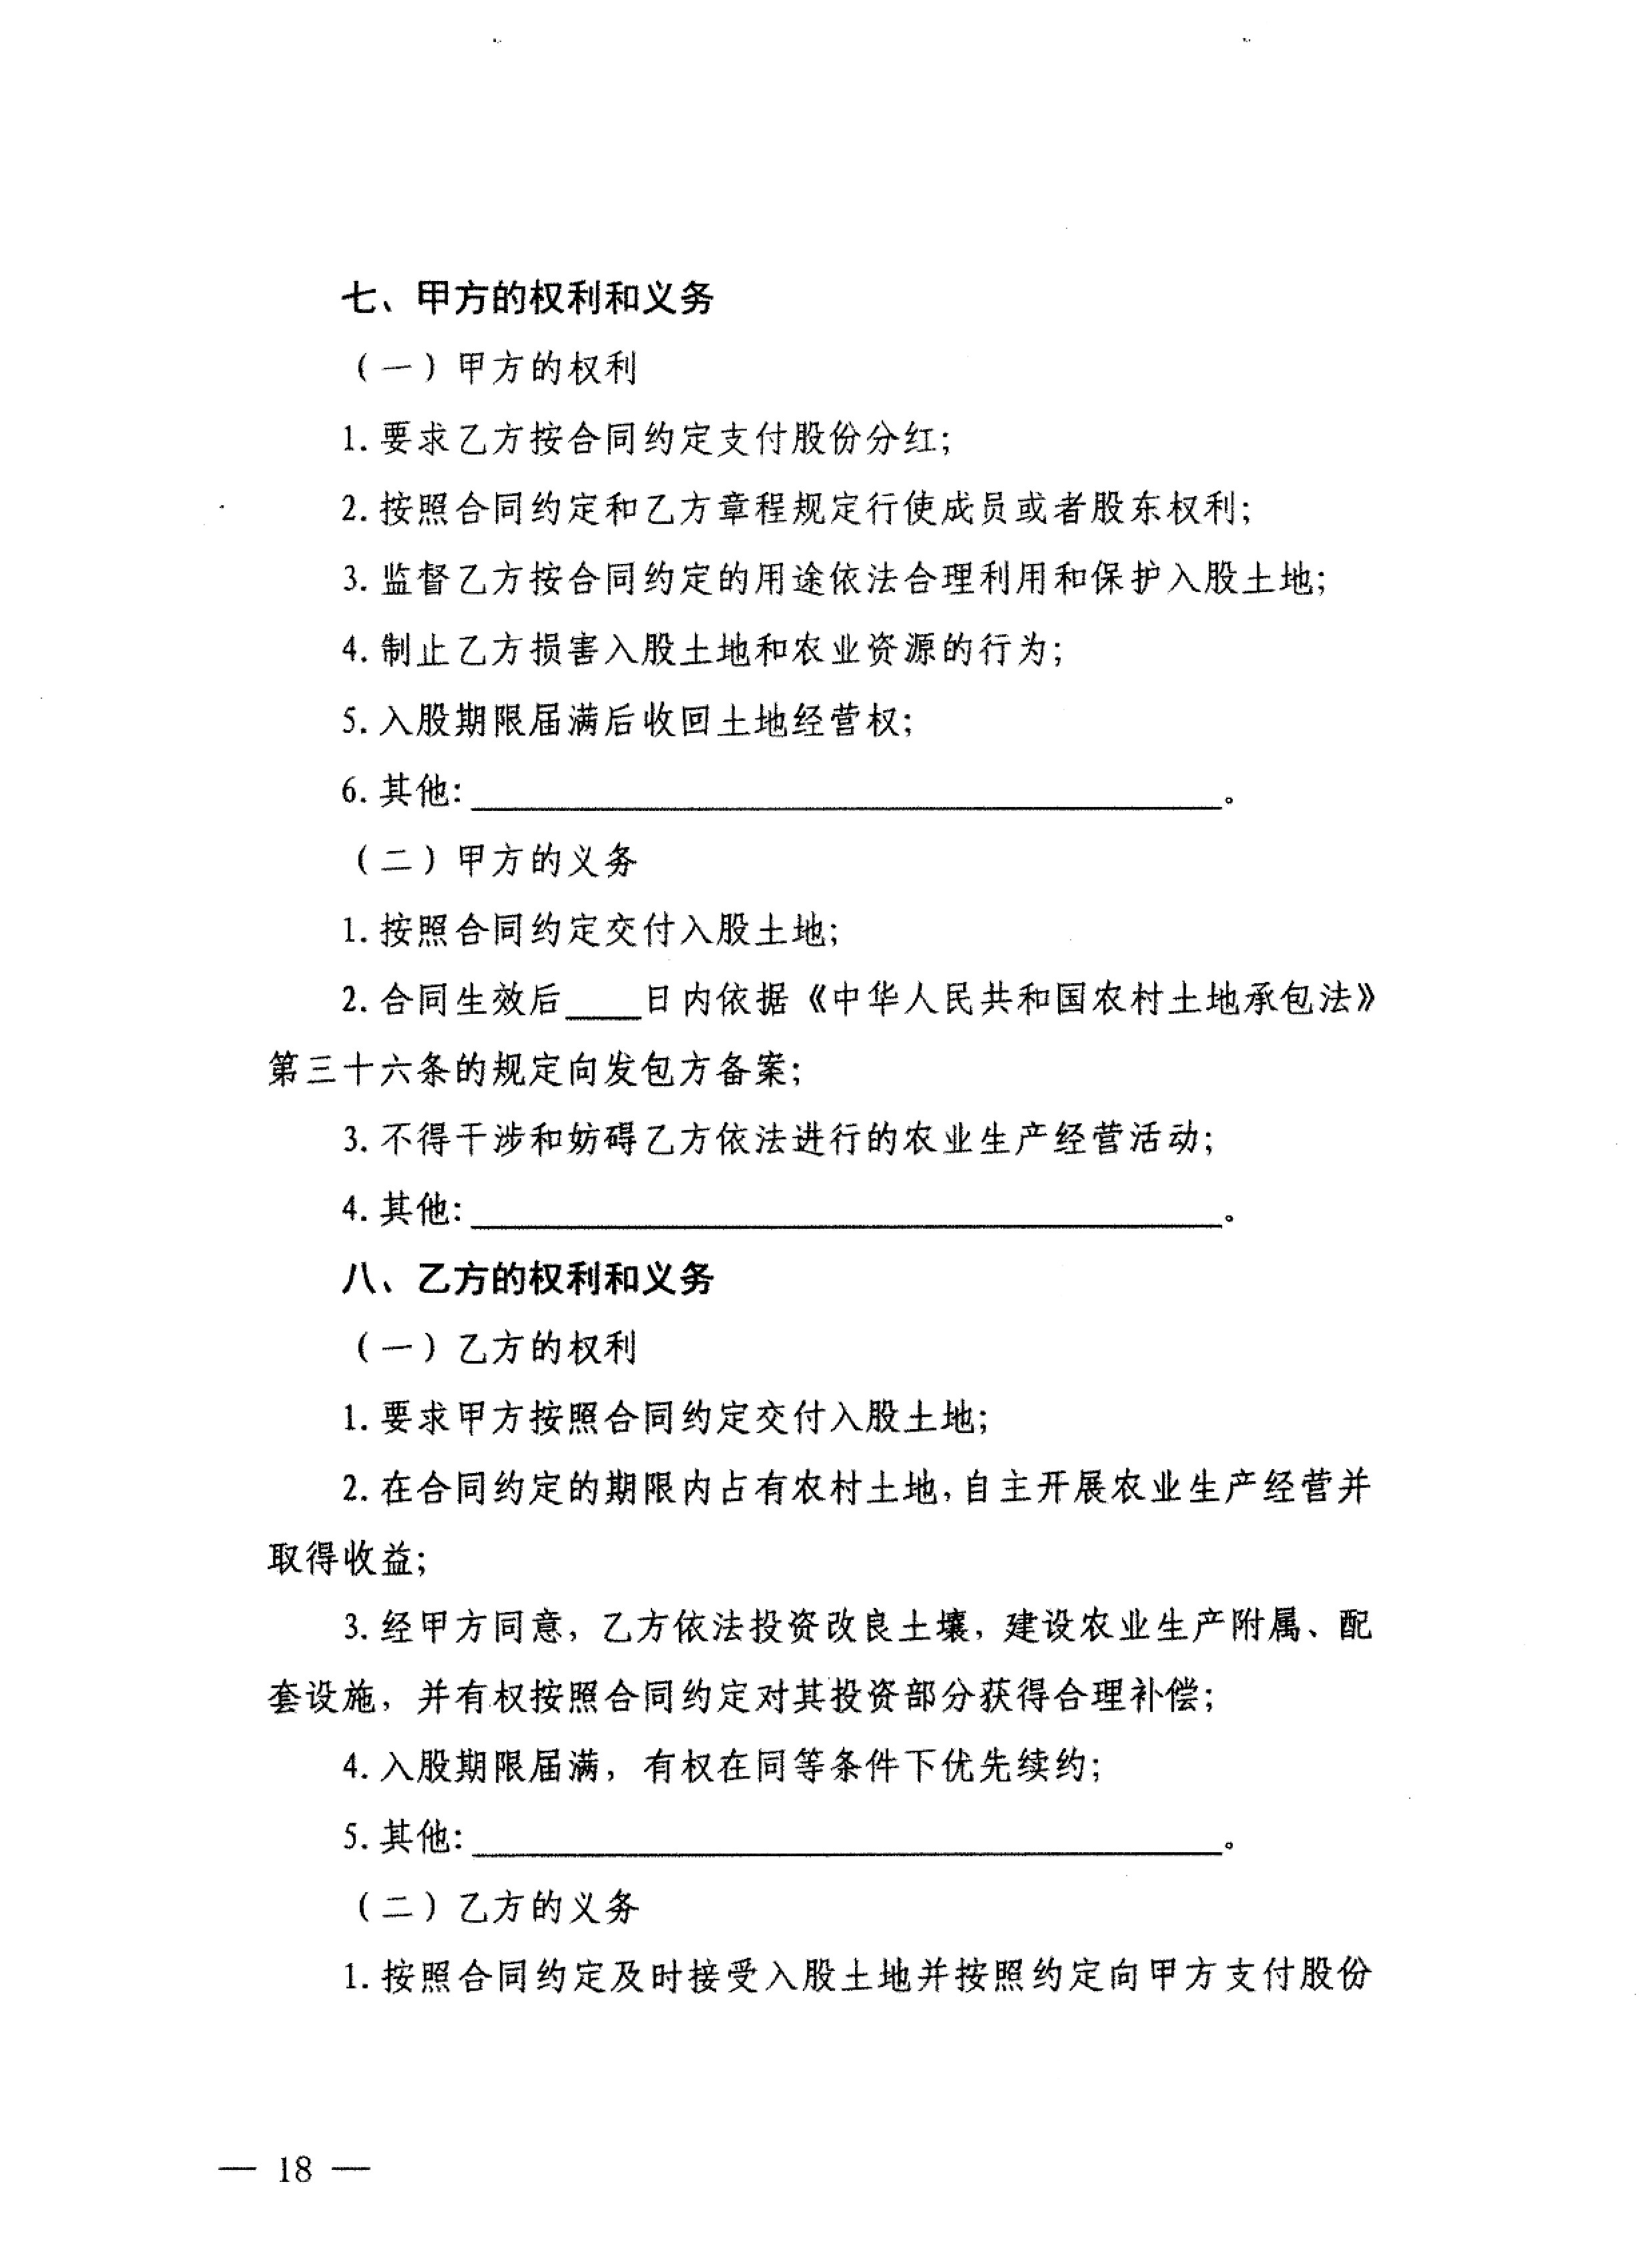 七、甲方的权利和义务
（一）甲方的权利
1.要求乙方按合同约定支付股份分红；
2.按照合同约定和乙方章程规定行使成员或者股东权利；
3.监督乙方按合同约定的用途依法合理利用和保护入股土地；
4.制止乙方损害入股土地和农业资源的行为；
5.入股期限届满后收回土地经营权；
6.其他：____________________。
（二）甲方的义务
1.按照合同约定交付入股土地；
2.合同生效后____日内依据《中华人民共和国农村土地承包法》
第三十六条的规定向发包方备案；
3.不得干涉和妨碍乙方依法进行的农业生产经营活动；
4.其他：____________________。
八、乙方的权利和义务
（一）乙方的权利
1.要求甲方按照合同约定交付入股土地；
2.在合同约定的期限内占有农村土地，自主开展农业生产经营并
取得收益；
3.经甲方同意，乙方依法投资改良土壤，建设农业生产附属、配
套设施，并有权按照合同约定对其投资部分获得合理补偿；
4.入股期限届满，有权在同等条件下优先续约；
5.其他：____________________。
（二）乙方的义务
1.按照合同约定及时接受入股土地并按照约定向甲方支付股份
— 18 —